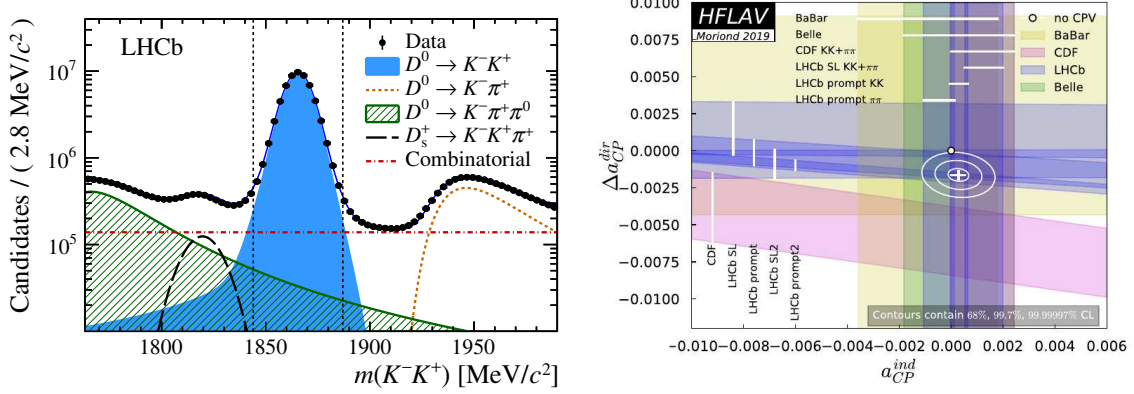 LHCb
Data
D⁰ → K⁻K⁺
D⁰ → K⁻π⁺
D⁰ → K⁻π⁺π⁰
Dₛ⁺ → K⁻K⁺π⁺
Combinatorial
Candidates / ( 2.8 MeV/c² )
10⁷
10⁶
10⁵
1800 1850 1900 1950
m(K⁻K⁺) [MeV/c²]
HFLAV
Moriond 2019
BaBar
Belle
CDF KK+ππ
LHCb SL KK+ππ
LHCb prompt KK
LHCb prompt ππ
no CPV
BaBar
CDF
LHCb
Belle
Δa_CP^dir
0.0100
0.0075
0.0050
0.0025
0.0000
−0.0025
−0.0050
−0.0075
−0.0100
CDF
LHCb SL
LHCb prompt
LHCb SL2
LHCb prompt2
Contours contain 68%, 99.7%, 99.99997% CL
−0.010 −0.008 −0.006 −0.004 −0.002 0.000 0.002 0.004 0.006
a_CP^ind